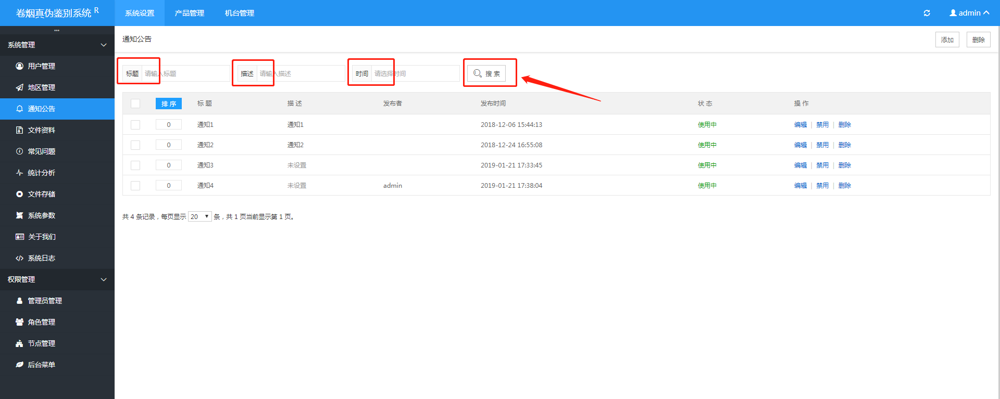 卷烟真伪鉴别系统 R
系统设置 产品管理 机台管理
admin
系统管理
用户管理
地区管理
通知公告
文件资料
常见问题
统计分析
文件存储
系统参数
关于我们
系统日志
权限管理
管理员管理
角色管理
节点管理
后台菜单
通知公告
添加 删除
标题 请输入标题 描述 请输入描述 时间 请选择时间 搜 索
排 序 标 题 描 述 发布者 发布时间 状 态 操 作
0 通知1 通知1 2018-12-06 15:44:13 使用中 编辑 | 禁用 | 删除
0 通知2 通知2 2018-12-24 16:55:08 使用中 编辑 | 禁用 | 删除
0 通知3 未设置 2019-01-21 17:33:45 使用中 编辑 | 禁用 | 删除
0 通知4 未设置 admin 2019-01-21 17:38:04 使用中 编辑 | 禁用 | 删除
共 4 条记录，每页显示 20 条，共 1 页当前显示第 1 页。